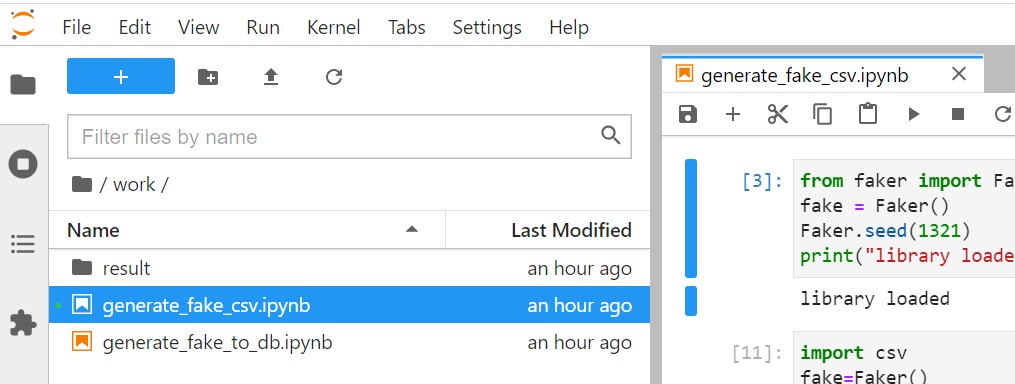 File Edit View Run Kernel Tabs Settings Help
generate_fake_csv.ipynb
Filter files by name
/ work /
Name Last Modified
result an hour ago
generate_fake_csv.ipynb an hour ago
generate_fake_to_db.ipynb an hour ago
[3]: from faker import Fa
fake = Faker()
Faker.seed(1321)
print("library loade
library loaded
[11]: import csv
fake=Faker()